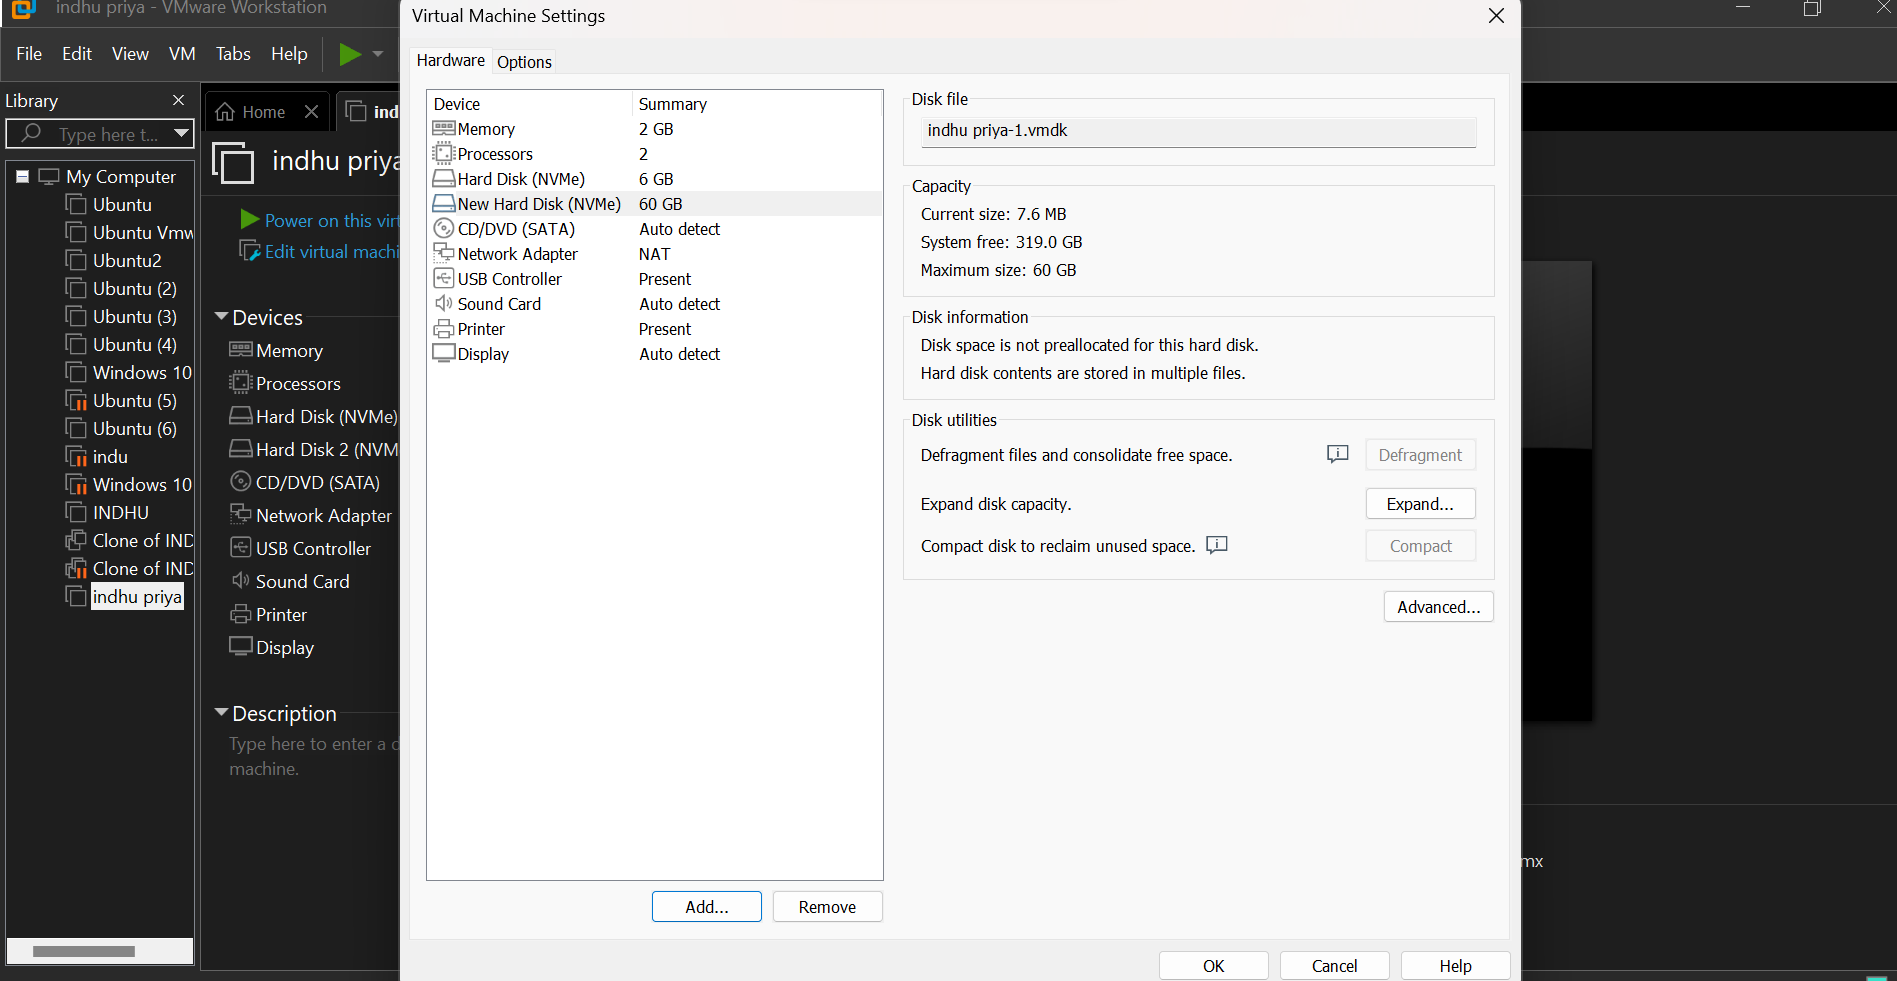 indhu priya - VMware Workstation
File Edit View VM Tabs Help
Library
Type here t...
My Computer
Ubuntu
Ubuntu Vmw
Ubuntu2
Ubuntu (2)
Ubuntu (3)
Ubuntu (4)
Windows 10
Ubuntu (5)
Ubuntu (6)
indu
Windows 10
INDHU
Clone of IND
Clone of IND
indhu priya
Home ind
indhu priya
Power on this virt
Edit virtual machi
Devices
Memory
Processors
Hard Disk (NVMe)
Hard Disk 2 (NVM
CD/DVD (SATA)
Network Adapter
USB Controller
Sound Card
Printer
Display
Description
Type here to enter a d
machine.
Virtual Machine Settings
Hardware Options
Device Summary
Memory 2 GB
Processors 2
Hard Disk (NVMe) 6 GB
New Hard Disk (NVMe) 60 GB
CD/DVD (SATA) Auto detect
Network Adapter NAT
USB Controller Present
Sound Card Auto detect
Printer Present
Display Auto detect
Add... Remove
Disk file
indhu priya-1.vmdk
Capacity
Current size: 7.6 MB
System free: 319.0 GB
Maximum size: 60 GB
Disk information
Disk space is not preallocated for this hard disk.
Hard disk contents are stored in multiple files.
Disk utilities
Defragment files and consolidate free space. Defragment
Expand disk capacity. Expand...
Compact disk to reclaim unused space. Compact
Advanced...
OK Cancel Help
mx